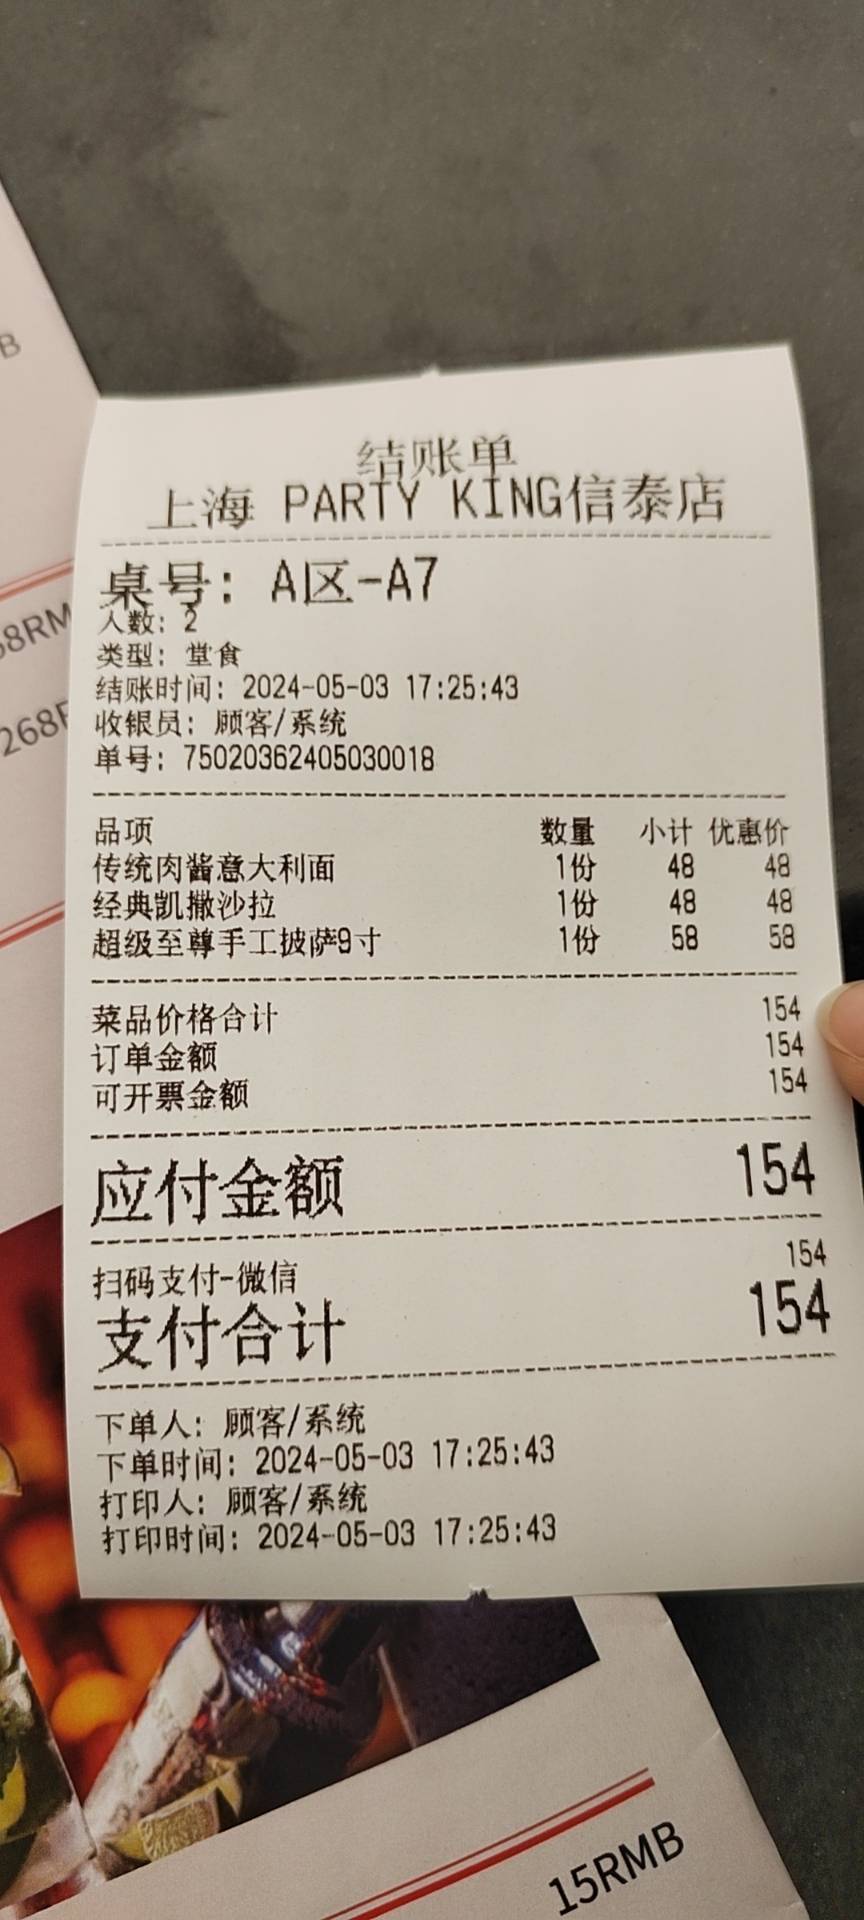 结账单
上海 PARTY KING信泰店
桌号: A区-A7
人数: 2
类型: 堂食
结账时间: 2024-05-03 17:25:43
收银员: 顾客/系统
单号: 75020362405030018
品项 数量 小计 优惠价
传统肉酱意大利面 1份 48 48
经典凯撒沙拉 1份 48 48
超级至尊手工披萨9寸 1份 58 58
菜品价格合计 154
订单金额 154
可开票金额 154
应付金额 154
扫码支付-微信 154
支付合计 154
下单人: 顾客/系统
下单时间: 2024-05-03 17:25:43
打印人: 顾客/系统
打印时间: 2024-05-03 17:25:43
15RMB